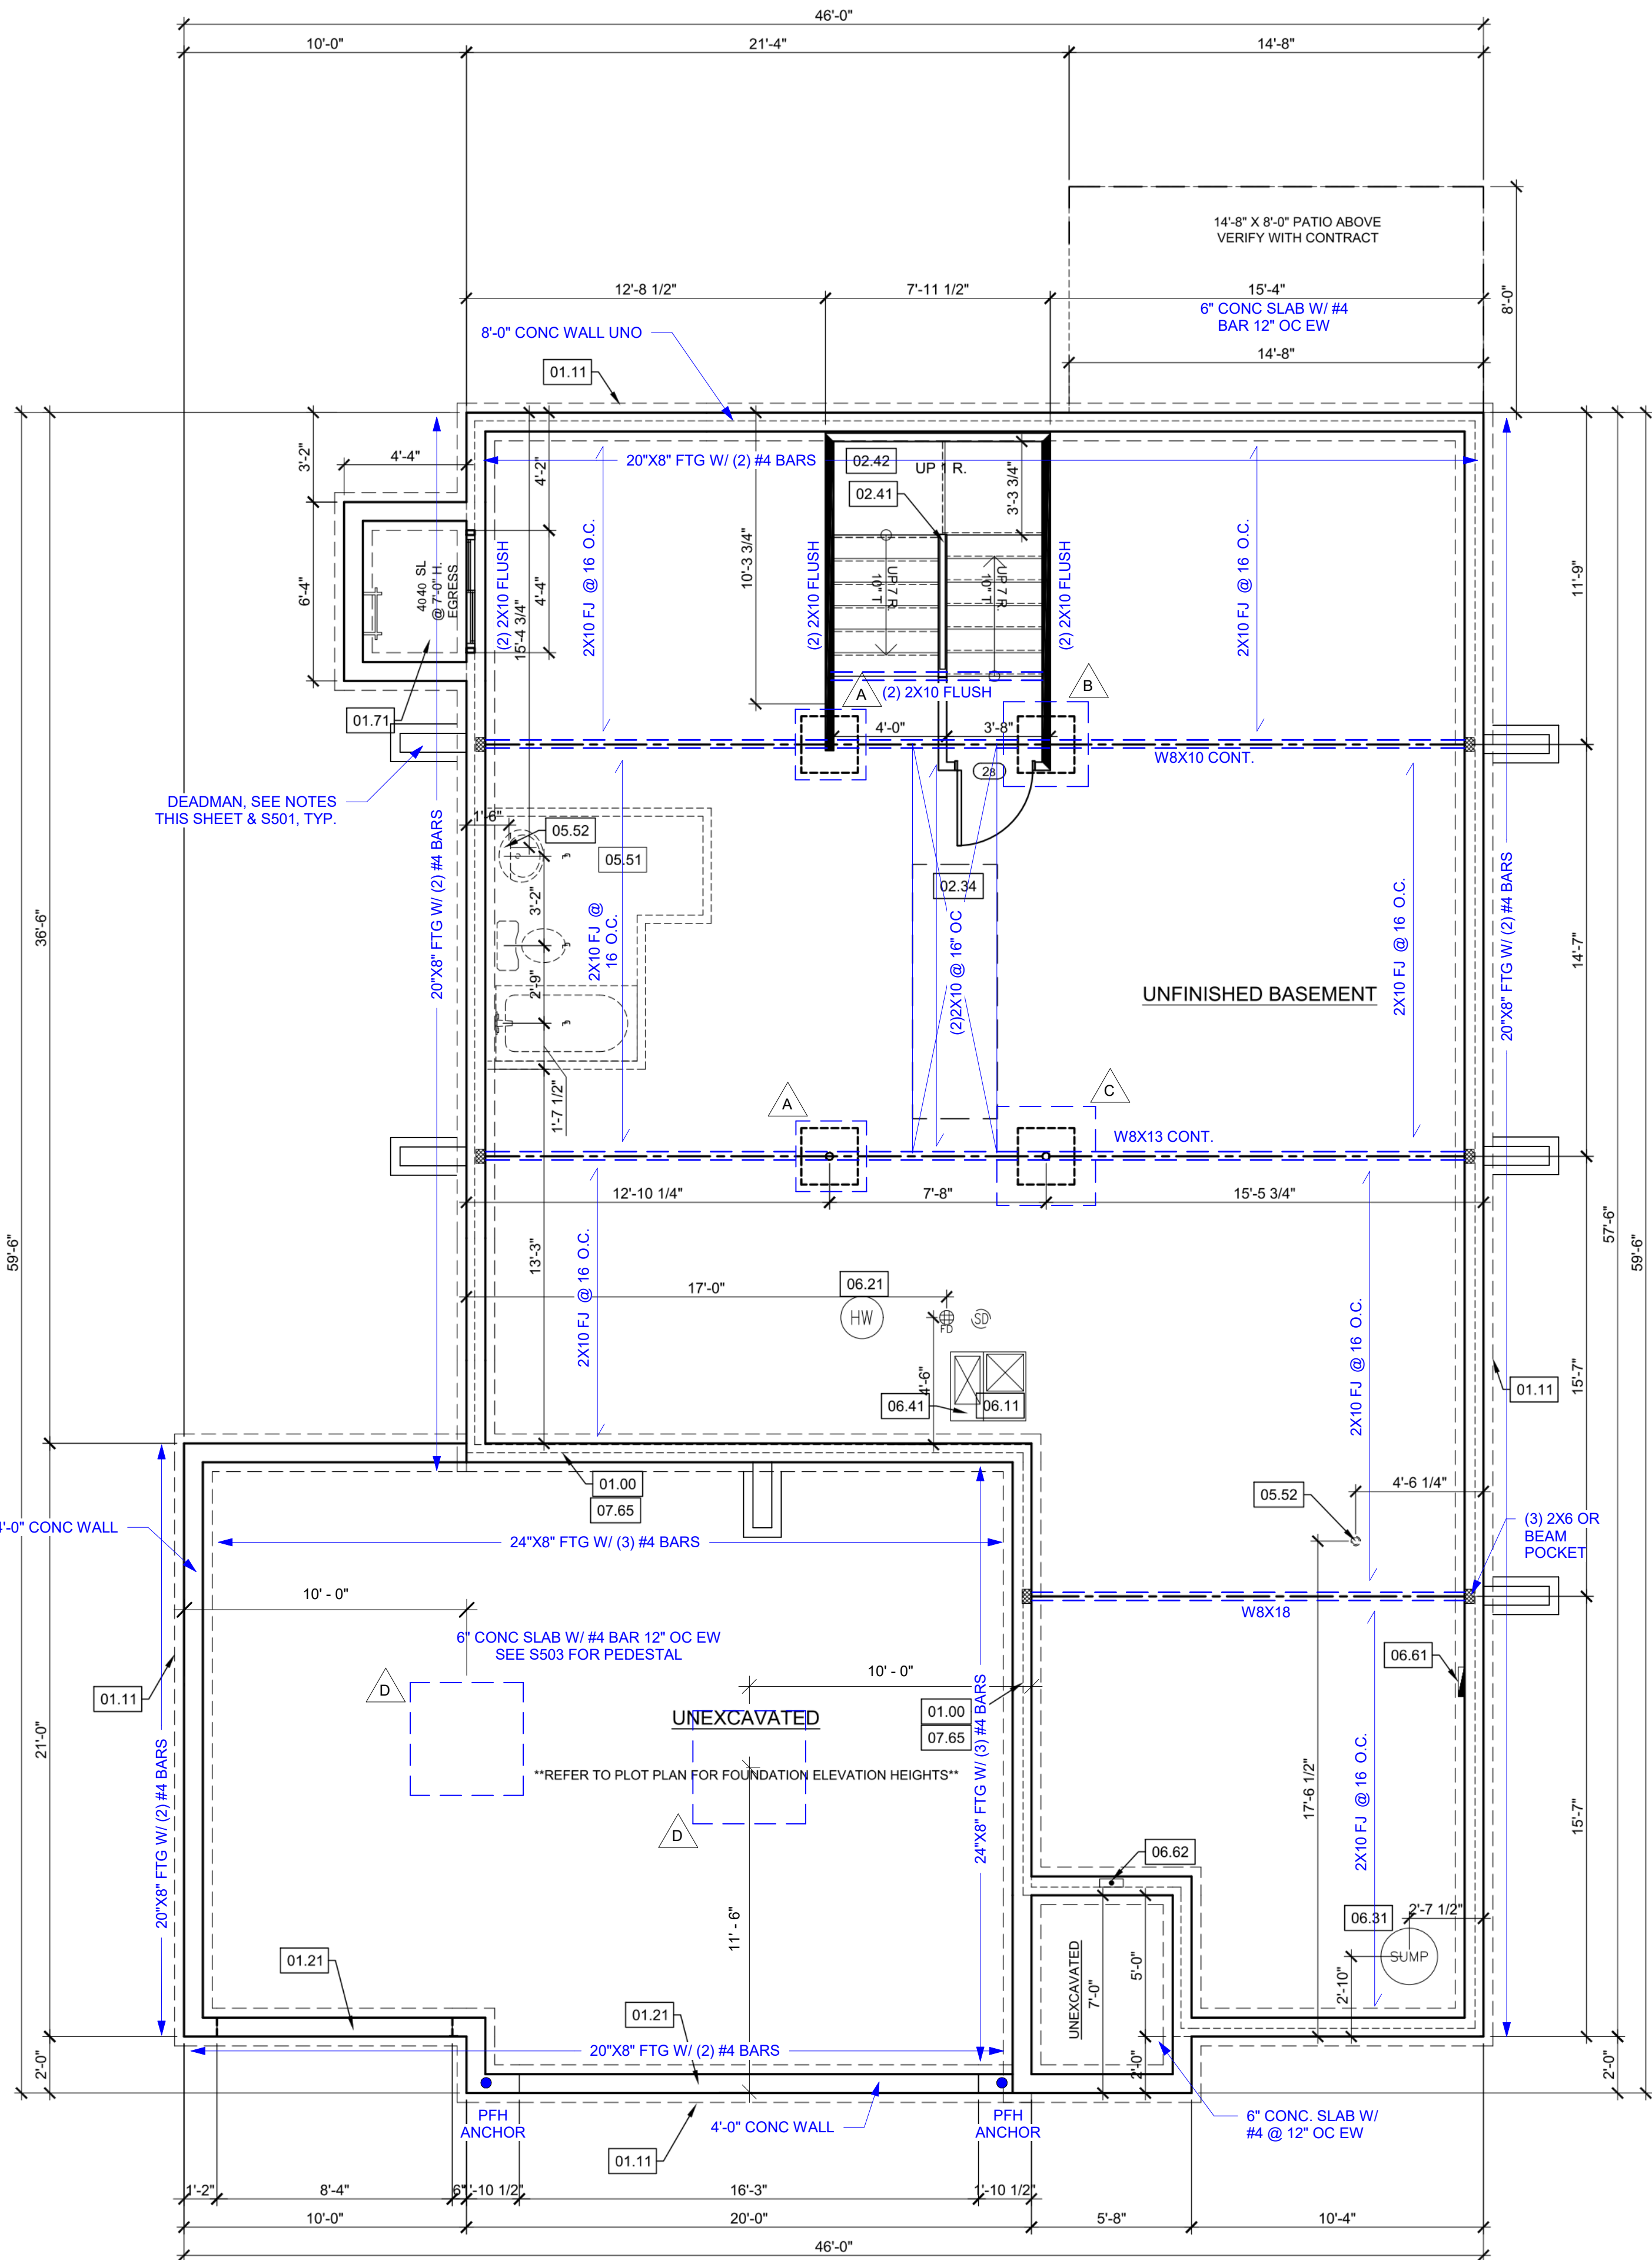 46'-0"
10'-0"
21'-4"
14'-8"
14'-8" X 8'-0" PATIO ABOVE
VERIFY WITH CONTRACT
8'-0"
12'-8 1/2"
7'-11 1/2"
15'-4"
6" CONC SLAB W/ #4
BAR 12" OC EW
14'-8"
8'-0" CONC WALL UNO
01.11
3'-2"
4'-4"
4'-2"
20"X8" FTG W/ (2) #4 BARS
02.42
02.41
3'-3 3/4"
11'-9"
6'-4"
4040 SL
@ 7'-0" H.
EGRESS
(2) 2X10 FLUSH
15'-4 3/4"
4'-4"
2X10 FJ @ 16 O.C.
10'-3 3/4"
(2) 2X10 FLUSH
UP 7 R.
10" T
UP 7 R.
10" T
(2) 2X10 FLUSH
2X10 FJ @ 16 O.C.
01.71
A
(2) 2X10 FLUSH
B
4'-0"
3'-8"
W8X10 CONT.
28
DEADMAN, SEE NOTES
THIS SHEET & S501, TYP.
1'-6"
05.52
05.51
02.34
3'-2"
2'-9"
1'-7 1/2"
2X10 FJ @
16 O.C.
(2)2X10 @ 16" OC
UNFINISHED BASEMENT
2X10 FJ @ 16 O.C.
20"X8" FTG W/ (2) #4 BARS
20"X8" FTG W/ (2) #4 BARS
14'-7"
36'-6"
59'-6"
57'-6"
59'-6"
A
C
W8X13 CONT.
12'-10 1/4"
7'-8"
15'-5 3/4"
13'-3"
2X10 FJ @ 16 O.C.
17'-0"
06.21
HW
FD
SD
4'-6"
06.41
06.11
2X10 FJ @ 16 O.C.
01.11
15'-7"
01.00
07.65
05.52
4'-6 1/4"
4'-0" CONC WALL
24"X8" FTG W/ (3) #4 BARS
(3) 2X6 OR
BEAM
POCKET
10' - 0"
W8X18
6" CONC SLAB W/ #4 BAR 12" OC EW
SEE S503 FOR PEDESTAL
D
10' - 0"
01.11
UNEXCAVATED
01.00
07.65
06.61
21'-0"
20"X8" FTG W/ (2) #4 BARS
**REFER TO PLOT PLAN FOR FOUNDATION ELEVATION HEIGHTS**
D
24"X8" FTG W/ (3) #4 BARS
17'-6 1/2"
2X10 FJ @ 16 O.C.
15'-7"
06.62
11' - 6"
01.21
UNEXCAVATED
7'-0"
5'-0"
06.31
2'-7 1/2"
SUMP
2'-10"
01.21
20"X8" FTG W/ (2) #4 BARS
2'-0"
2'-0"
2'-0"
PFH
ANCHOR
4'-0" CONC WALL
PFH
ANCHOR
6" CONC. SLAB W/
#4 @ 12" OC EW
01.11
1'-2"
8'-4"
6"
1'-10 1/2"
16'-3"
1'-10 1/2"
10'-0"
20'-0"
5'-8"
10'-4"
46'-0"